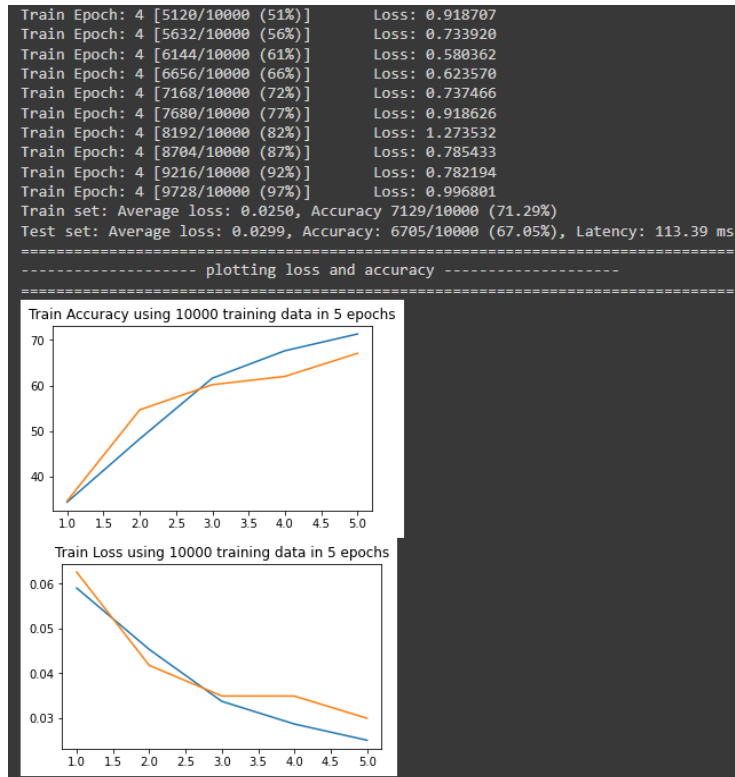 Train Epoch: 4 [5120/10000 (51%)] Loss: 0.918707
Train Epoch: 4 [5632/10000 (56%)] Loss: 0.733920
Train Epoch: 4 [6144/10000 (61%)] Loss: 0.580362
Train Epoch: 4 [6656/10000 (66%)] Loss: 0.623570
Train Epoch: 4 [7168/10000 (72%)] Loss: 0.737466
Train Epoch: 4 [7680/10000 (77%)] Loss: 0.918626
Train Epoch: 4 [8192/10000 (82%)] Loss: 1.273532
Train Epoch: 4 [8704/10000 (87%)] Loss: 0.785433
Train Epoch: 4 [9216/10000 (92%)] Loss: 0.782194
Train Epoch: 4 [9728/10000 (97%)] Loss: 0.996801
Train set: Average loss: 0.0250, Accuracy 7129/10000 (71.29%)
Test set: Average loss: 0.0299, Accuracy: 6705/10000 (67.05%), Latency: 113.39 ms
================================================================================
-------------------- plotting loss and accuracy --------------------
================================================================================
Train Accuracy using 10000 training data in 5 epochs
70
60
50
40
1.0 1.5 2.0 2.5 3.0 3.5 4.0 4.5 5.0
Train Loss using 10000 training data in 5 epochs
0.06
0.05
0.04
0.03
1.0 1.5 2.0 2.5 3.0 3.5 4.0 4.5 5.0